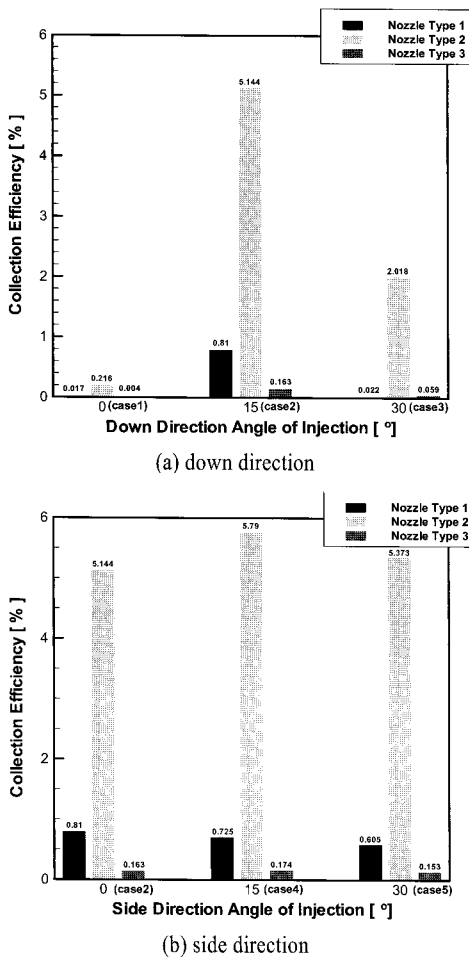 Nozzle Type 1
Nozzle Type 2
Nozzle Type 3
Collection Efficiency [ % ]
6
5
4
3
2
1
0
0.017
0.216
0.004
0.81
5.144
0.163
0.022
2.018
0.059
0 (case1)
15 (case2)
30 (case3)
Down Direction Angle of Injection [ º]
(a) down direction
Nozzle Type 1
Nozzle Type 2
Nozzle Type 3
Collection Efficiency [ % ]
6
4
2
0
0.81
5.144
0.163
0.725
5.79
0.174
0.605
5.373
0.153
0 (case2)
15 (case4)
30 (case5)
Side Direction Angle of Injection [ º]
(b) side direction